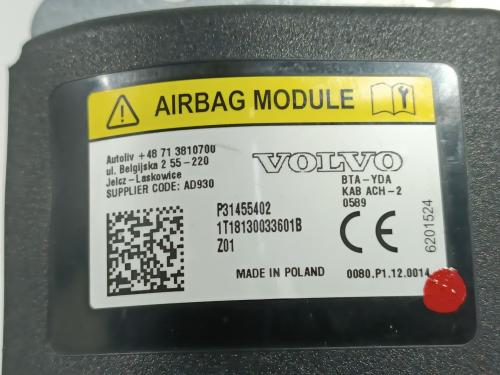 AIRBAG MODULE
Autoliv +48 71 3810700
ul. Belgijska 2 55-220
Jelcz-Laskowice
SUPPLIER CODE: AD930
VOLVO
BTA-YDA
KAB ACH-2
0589
P31455402
1T18130033601B
Z01
CE
6201524
MADE IN POLAND
0080.P1.12.0014